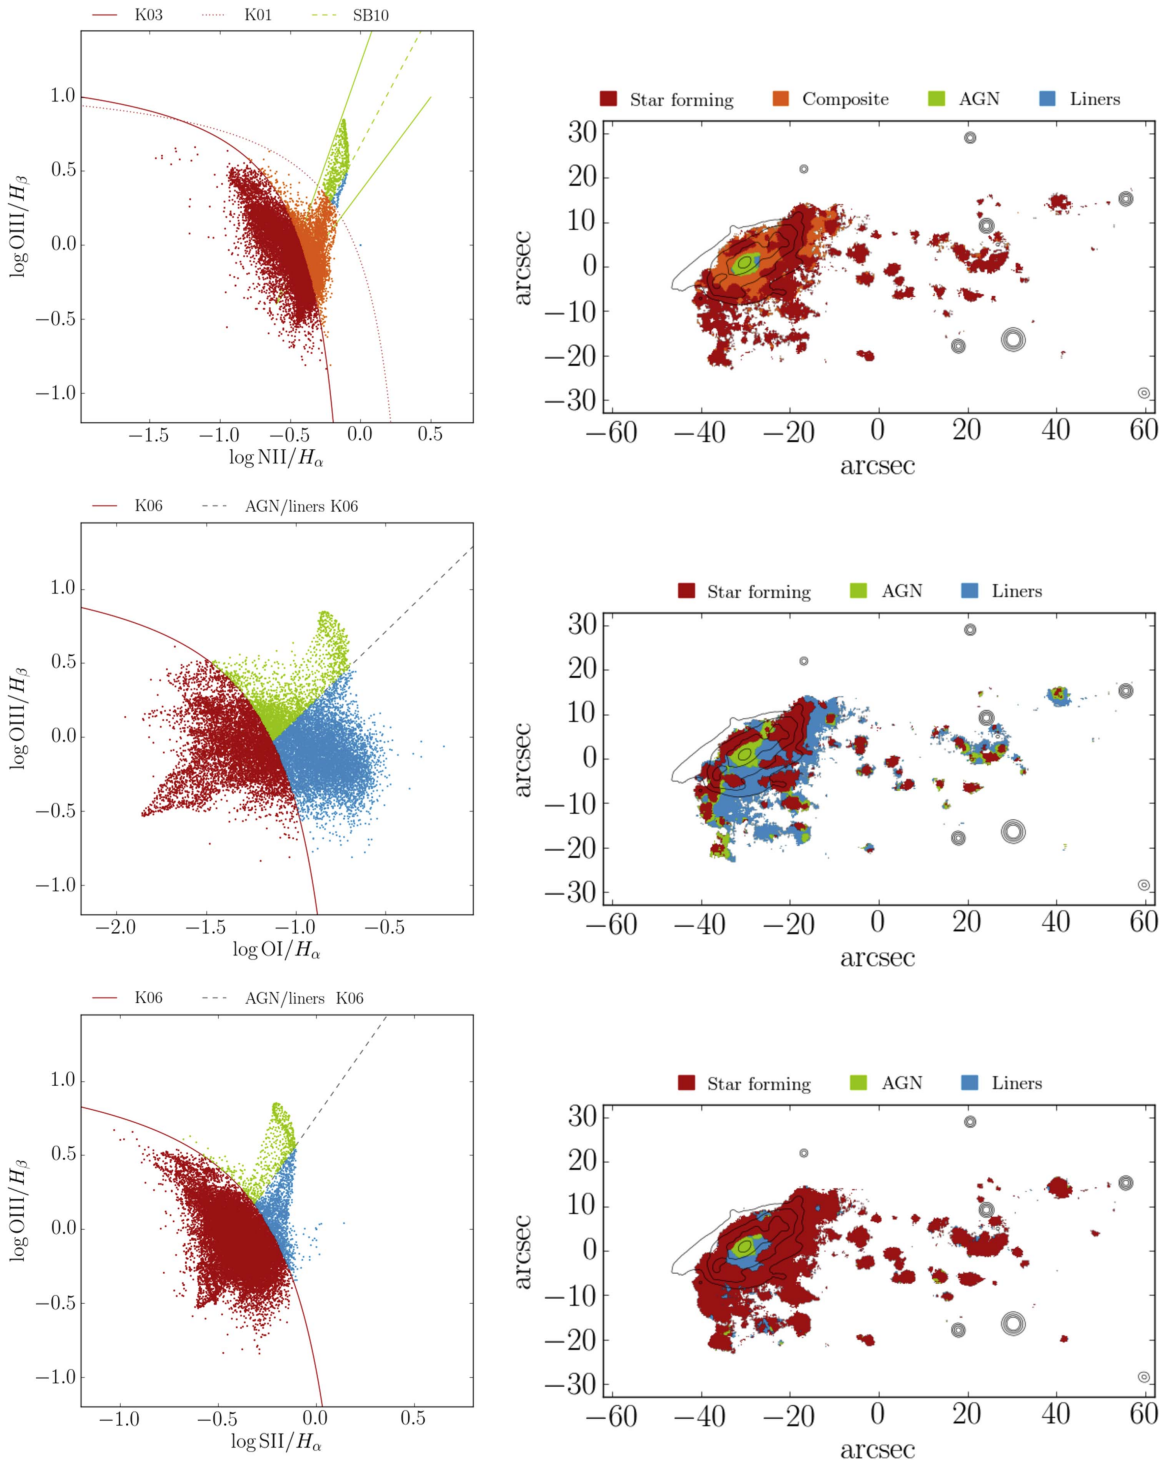 K03 K01 SB10
1.0
0.5
0.0
−0.5
−1.0
log OIII/Hβ
−1.5 −1.0 −0.5 0.0 0.5
log NII/Hα
Star forming Composite AGN Liners
30
20
10
0
−10
−20
−30
arcsec
−60 −40 −20 0 20 40 60
arcsec
K06 AGN/liners K06
1.0
0.5
0.0
−0.5
−1.0
log OIII/Hβ
−2.0 −1.5 −1.0 −0.5
log OI/Hα
Star forming AGN Liners
30
20
10
0
−10
−20
−30
arcsec
−60 −40 −20 0 20 40 60
arcsec
K06 AGN/liners K06
1.0
0.5
0.0
−0.5
−1.0
log OIII/Hβ
−1.0 −0.5 0.0 0.5
log SII/Hα
Star forming AGN Liners
30
20
10
0
−10
−20
−30
arcsec
−60 −40 −20 0 20 40 60
arcsec